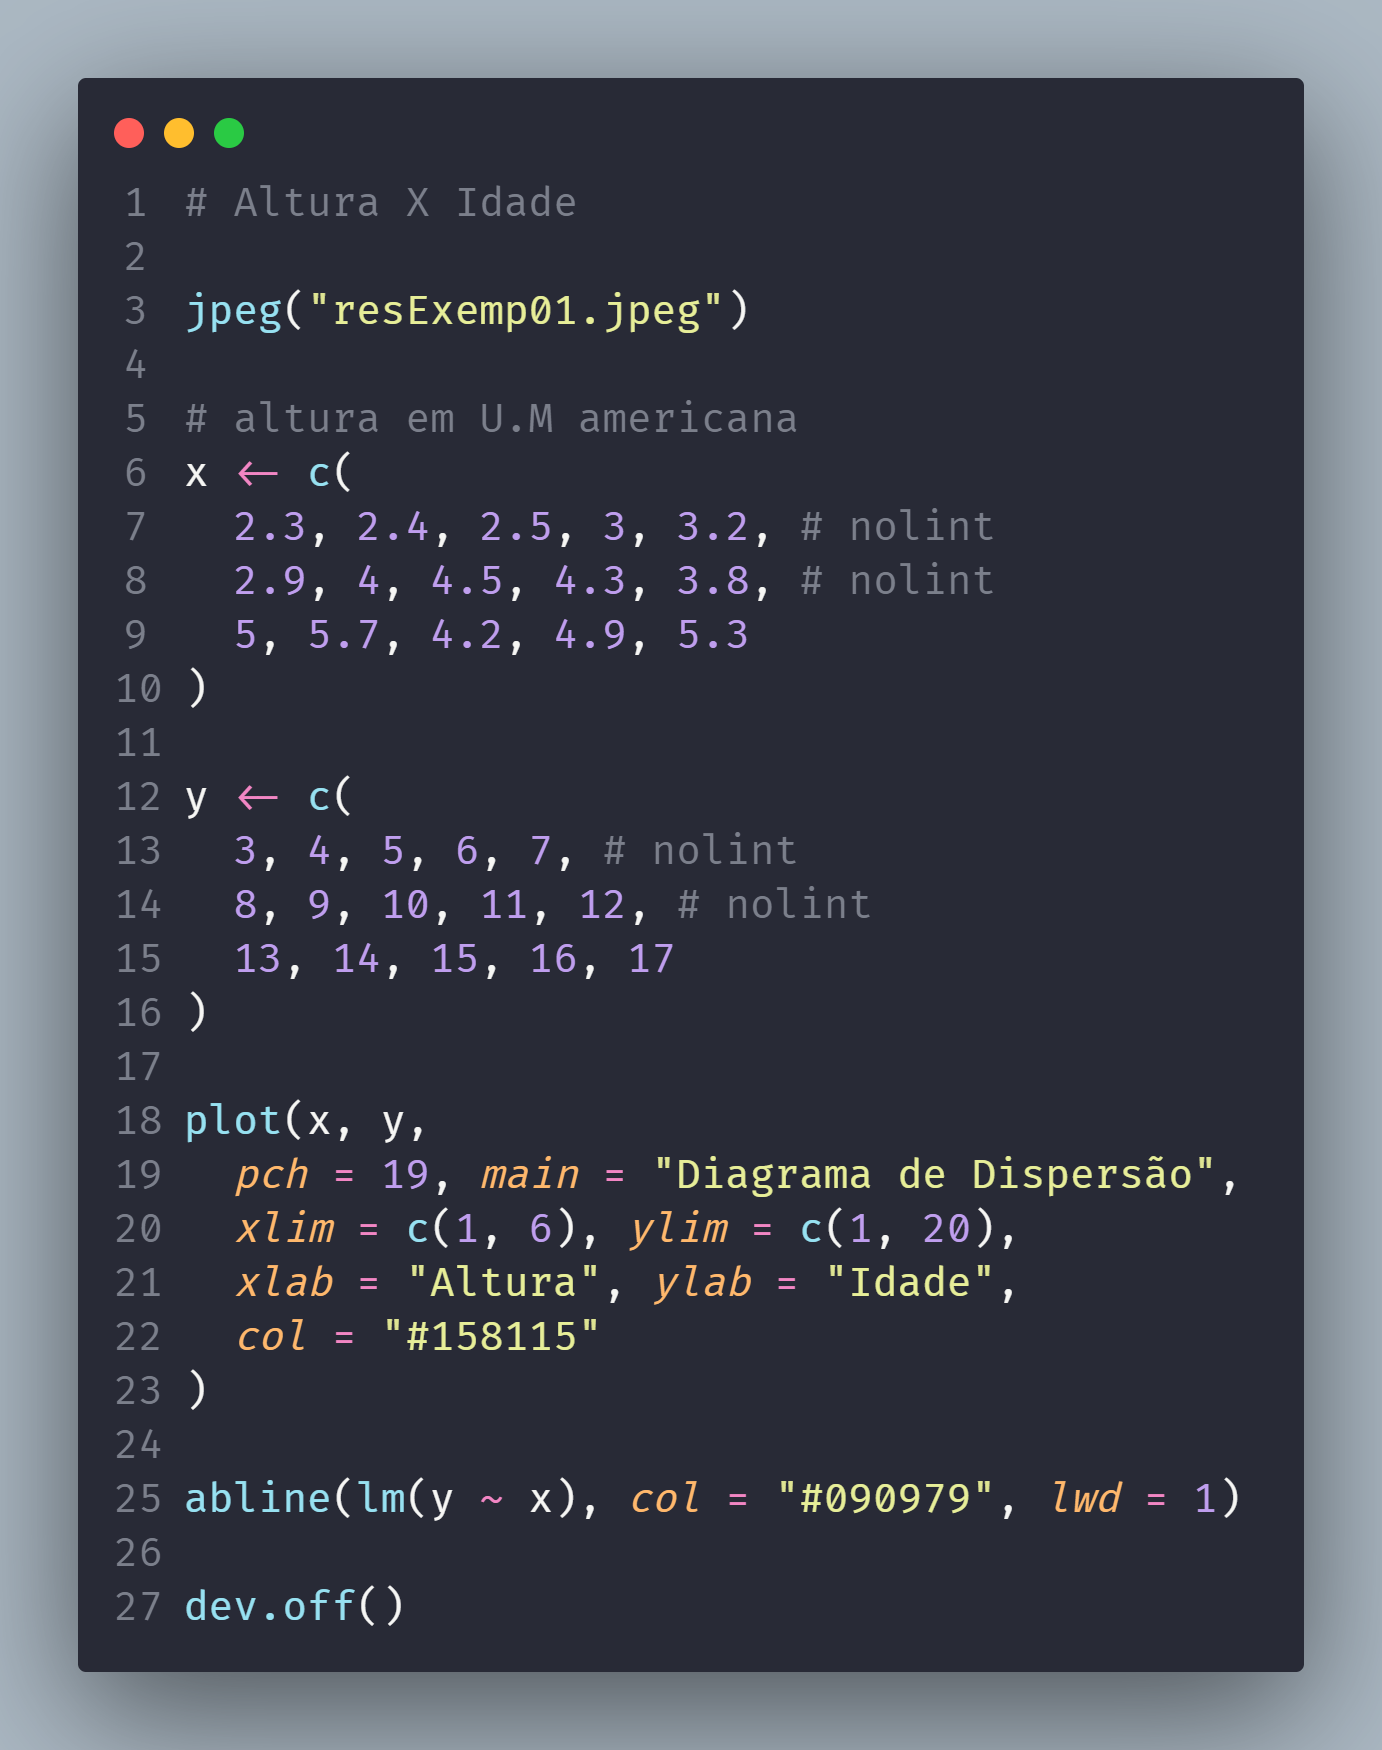 1 # Altura X Idade
2
3 jpeg("resExemp01.jpeg")
4
5 # altura em U.M americana
6 x <- c(
7   2.3, 2.4, 2.5, 3, 3.2, # nolint
8   2.9, 4, 4.5, 4.3, 3.8, # nolint
9   5, 5.7, 4.2, 4.9, 5.3
10 )
11
12 y <- c(
13   3, 4, 5, 6, 7, # nolint
14   8, 9, 10, 11, 12, # nolint
15   13, 14, 15, 16, 17
16 )
17
18 plot(x, y,
19   pch = 19, main = "Diagrama de Dispersão",
20   xlim = c(1, 6), ylim = c(1, 20),
21   xlab = "Altura", ylab = "Idade",
22   col = "#158115"
23 )
24
25 abline(lm(y ~ x), col = "#090979", lwd = 1)
26
27 dev.off()